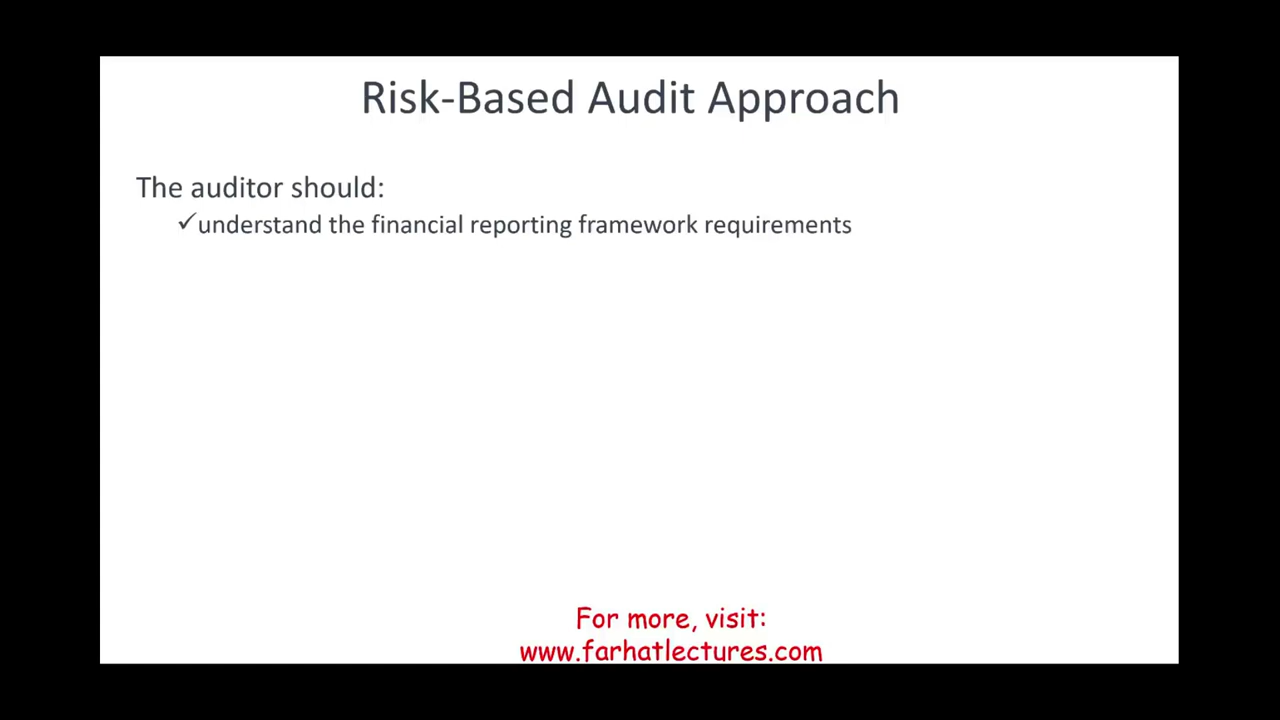 Risk-Based Audit Approach
The auditor should:
✓understand the financial reporting framework requirements
For more, visit:
www.farhatlectures.com